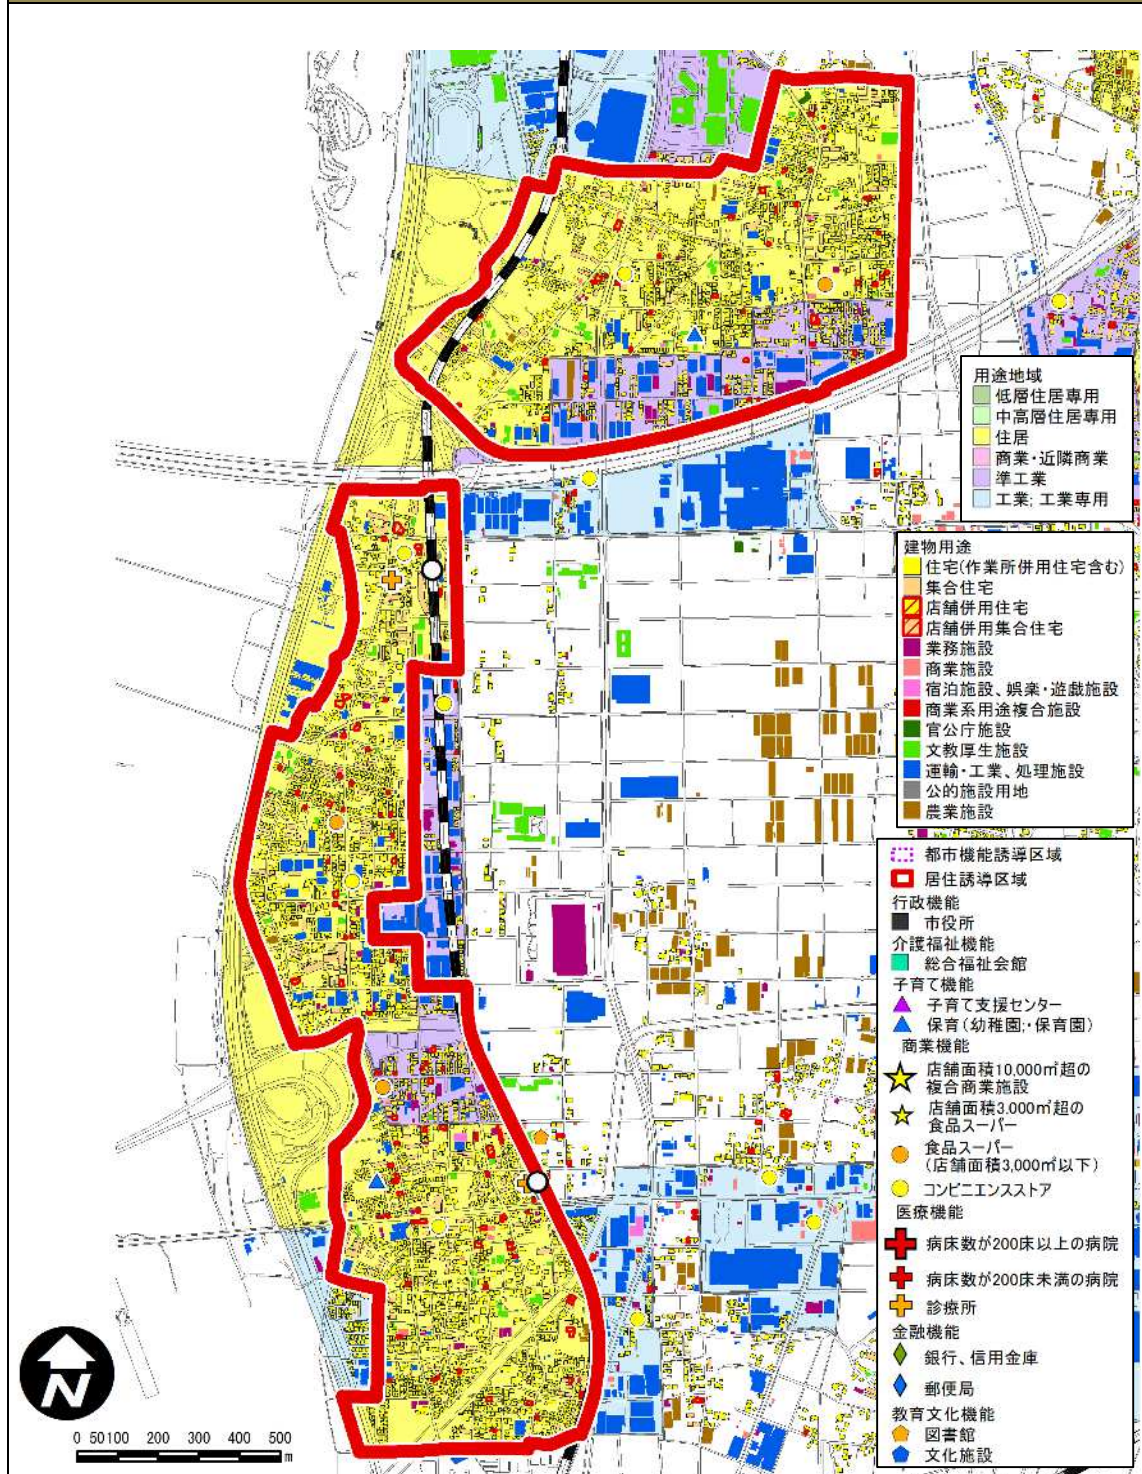 用途地域
低層住居専用
中高層住居専用
住居
商業・近隣商業
準工業
工業;工業専用
建物用途
住宅(作業所併用住宅含む)
集合住宅
店舗併用住宅
店舗併用集合住宅
業務施設
商業施設
宿泊施設、娯楽・遊戯施設
商業系用途複合施設
官公庁施設
文教厚生施設
運輸・工業、処理施設
公的施設用地
農業施設
都市機能誘導区域
居住誘導区域
行政機能
市役所
介護福祉機能
総合福祉会館
子育て機能
子育て支援センター
保育(幼稚園;・保育園)
商業機能
店舗面積10,000㎡超の
複合商業施設
店舗面積3,000㎡超の
食品スーパー
食品スーパー
(店舗面積3,000㎡以下)
コンビニエンスストア
医療機能
病床数が200床以上の病院
病床数が200床未満の病院
診療所
金融機能
銀行、信用金庫
郵便局
教育文化機能
図書館
文化施設
N
0 50100 200 300 400 500
m